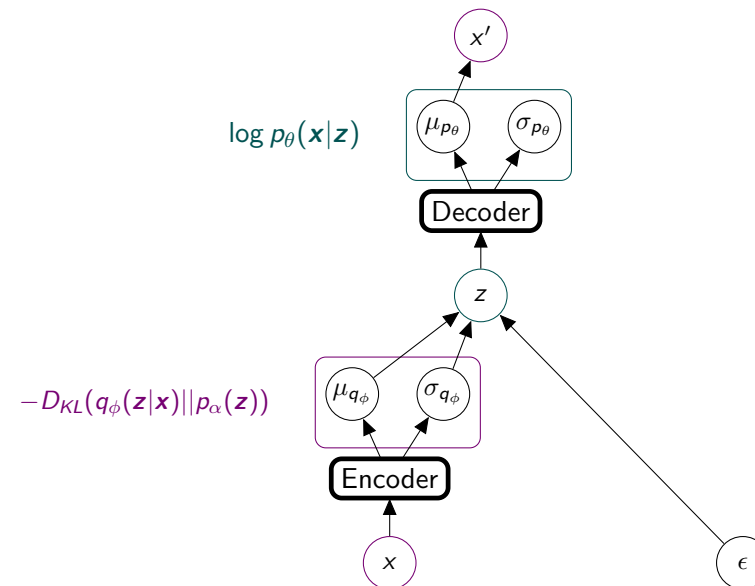 x′
log pθ(x|z)
μpθ
σpθ
Decoder
z
−DKL(qϕ(z|x)||pα(z))
μqϕ
σqϕ
Encoder
x
ϵ